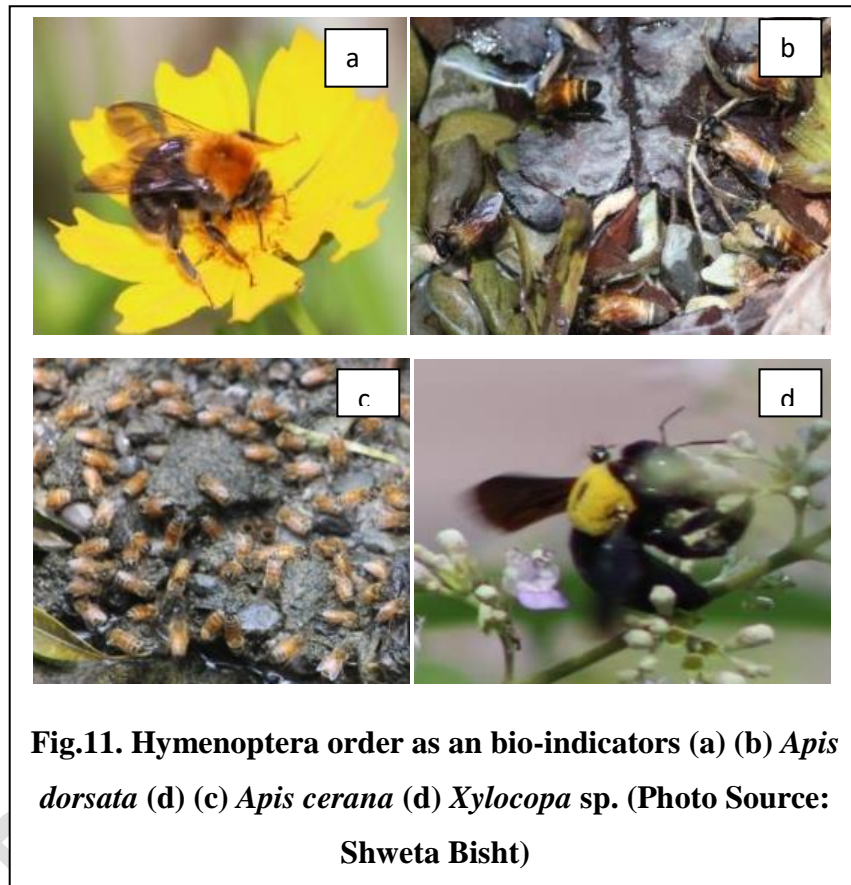 a
b
c
d
Fig.11. Hymenoptera order as an bio-indicators (a) (b) Apis
dorsata (d) (c) Apis cerana (d) Xylocopa sp. (Photo Source:
Shweta Bisht)